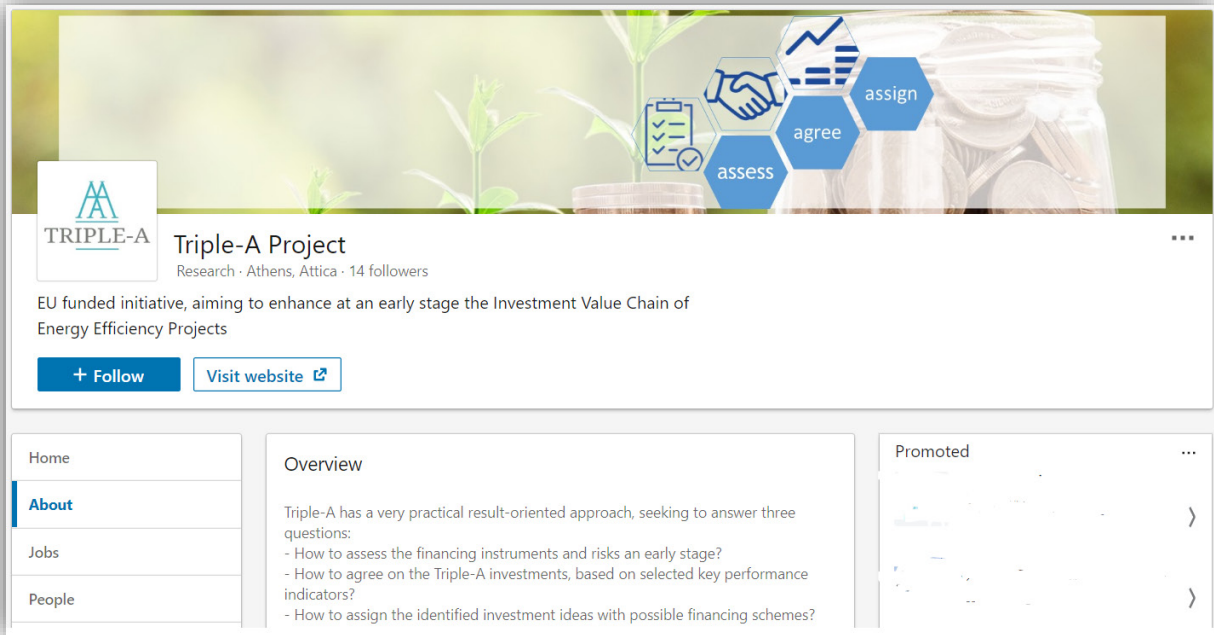 assign
agree
assess
TRIPLE-A
Triple-A Project
Research · Athens, Attica · 14 followers
EU funded initiative, aiming to enhance at an early stage the Investment Value Chain of
Energy Efficiency Projects
+ Follow
Visit website
Home
About
Jobs
People
Overview
Triple-A has a very practical result-oriented approach, seeking to answer three
questions:
- How to assess the financing instruments and risks an early stage?
- How to agree on the Triple-A investments, based on selected key performance
indicators?
- How to assign the identified investment ideas with possible financing schemes?
Promoted